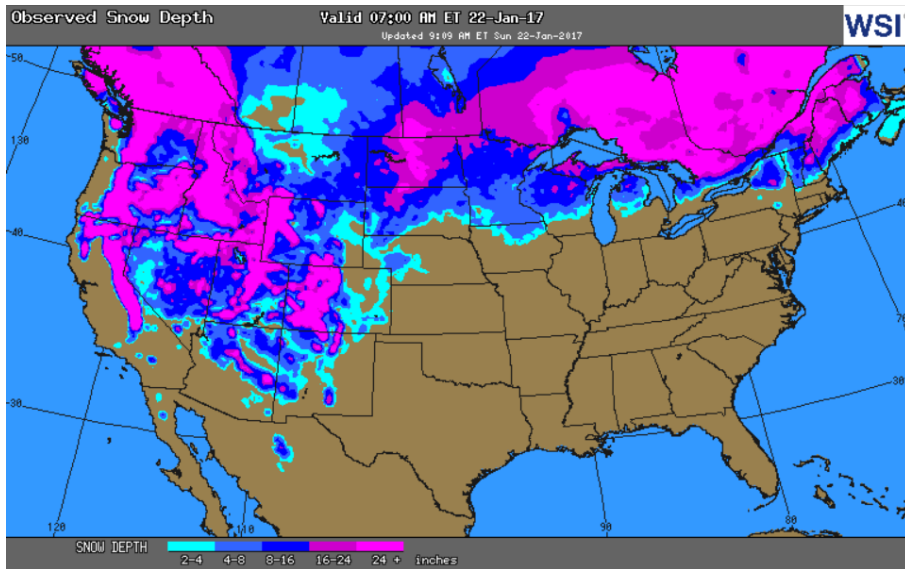 Observed Snow Depth
Valid 07:00 AM ET 22-Jan-17
Updated 9:09 AM ET Sun 22-Jan-2017
WSI
50
130
40
30
120
110
90
80
30
40
SNOW DEPTH
2-4 4-8 8-16 16-24 24 + inches